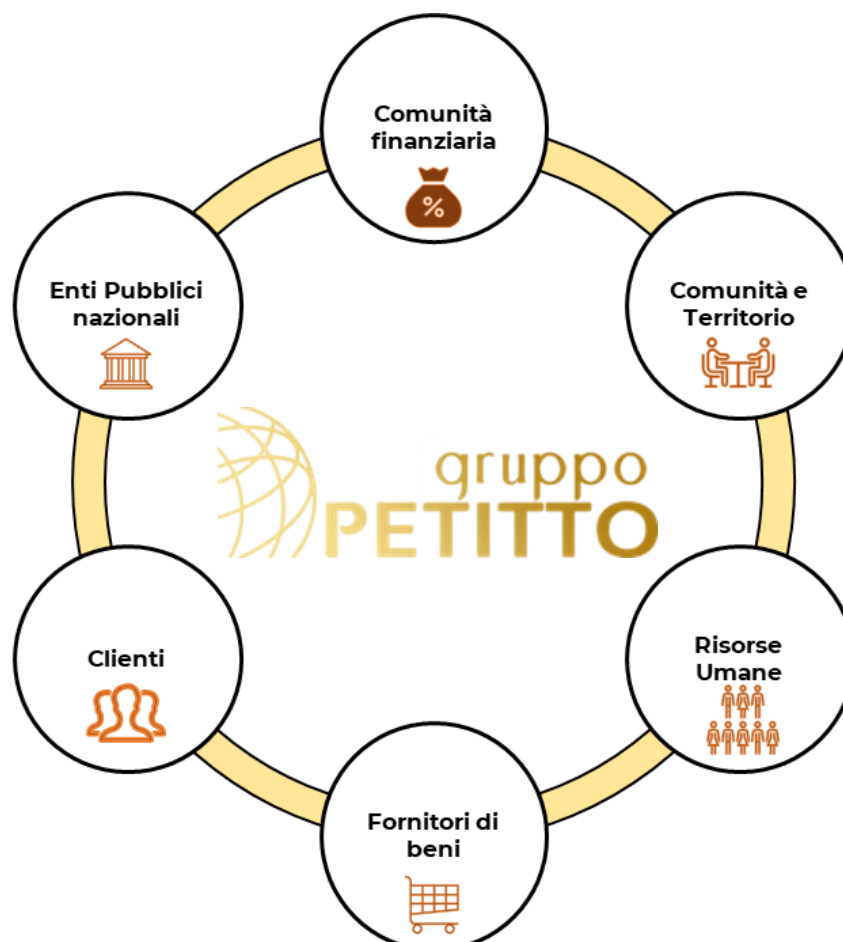 Comunità
finanziaria
%
Enti Pubblici
nazionali
Comunità e
Territorio
gruppo
PETITTO
Clienti
Risorse
Umane
Fornitori di
beni